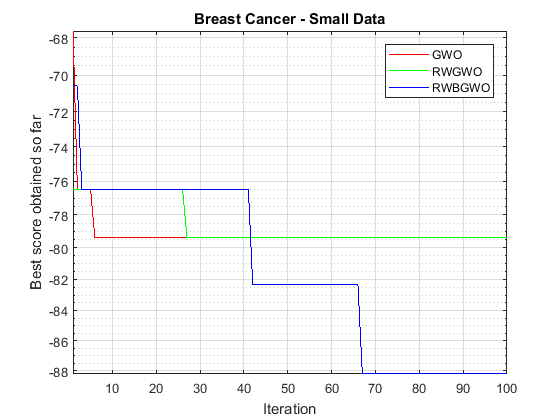 Breast Cancer - Small Data
GWO
RWGWO
RWBGWO
Best score obtained so far
-68
-70
-72
-74
-76
-78
-80
-82
-84
-86
-88
10 20 30 40 50 60 70 80 90 100
Iteration